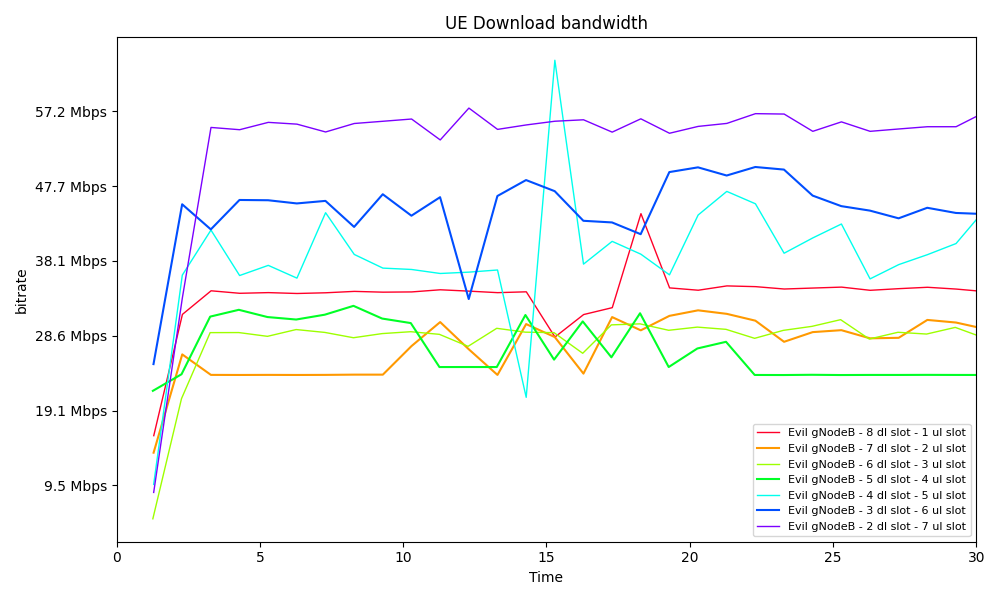 UE Download bandwidth
57.2 Mbps
47.7 Mbps
38.1 Mbps
28.6 Mbps
19.1 Mbps
9.5 Mbps
bitrate
Evil gNodeB - 8 dl slot - 1 ul slot
Evil gNodeB - 7 dl slot - 2 ul slot
Evil gNodeB - 6 dl slot - 3 ul slot
Evil gNodeB - 5 dl slot - 4 ul slot
Evil gNodeB - 4 dl slot - 5 ul slot
Evil gNodeB - 3 dl slot - 6 ul slot
Evil gNodeB - 2 dl slot - 7 ul slot
0 5 10 15 20 25 30
Time